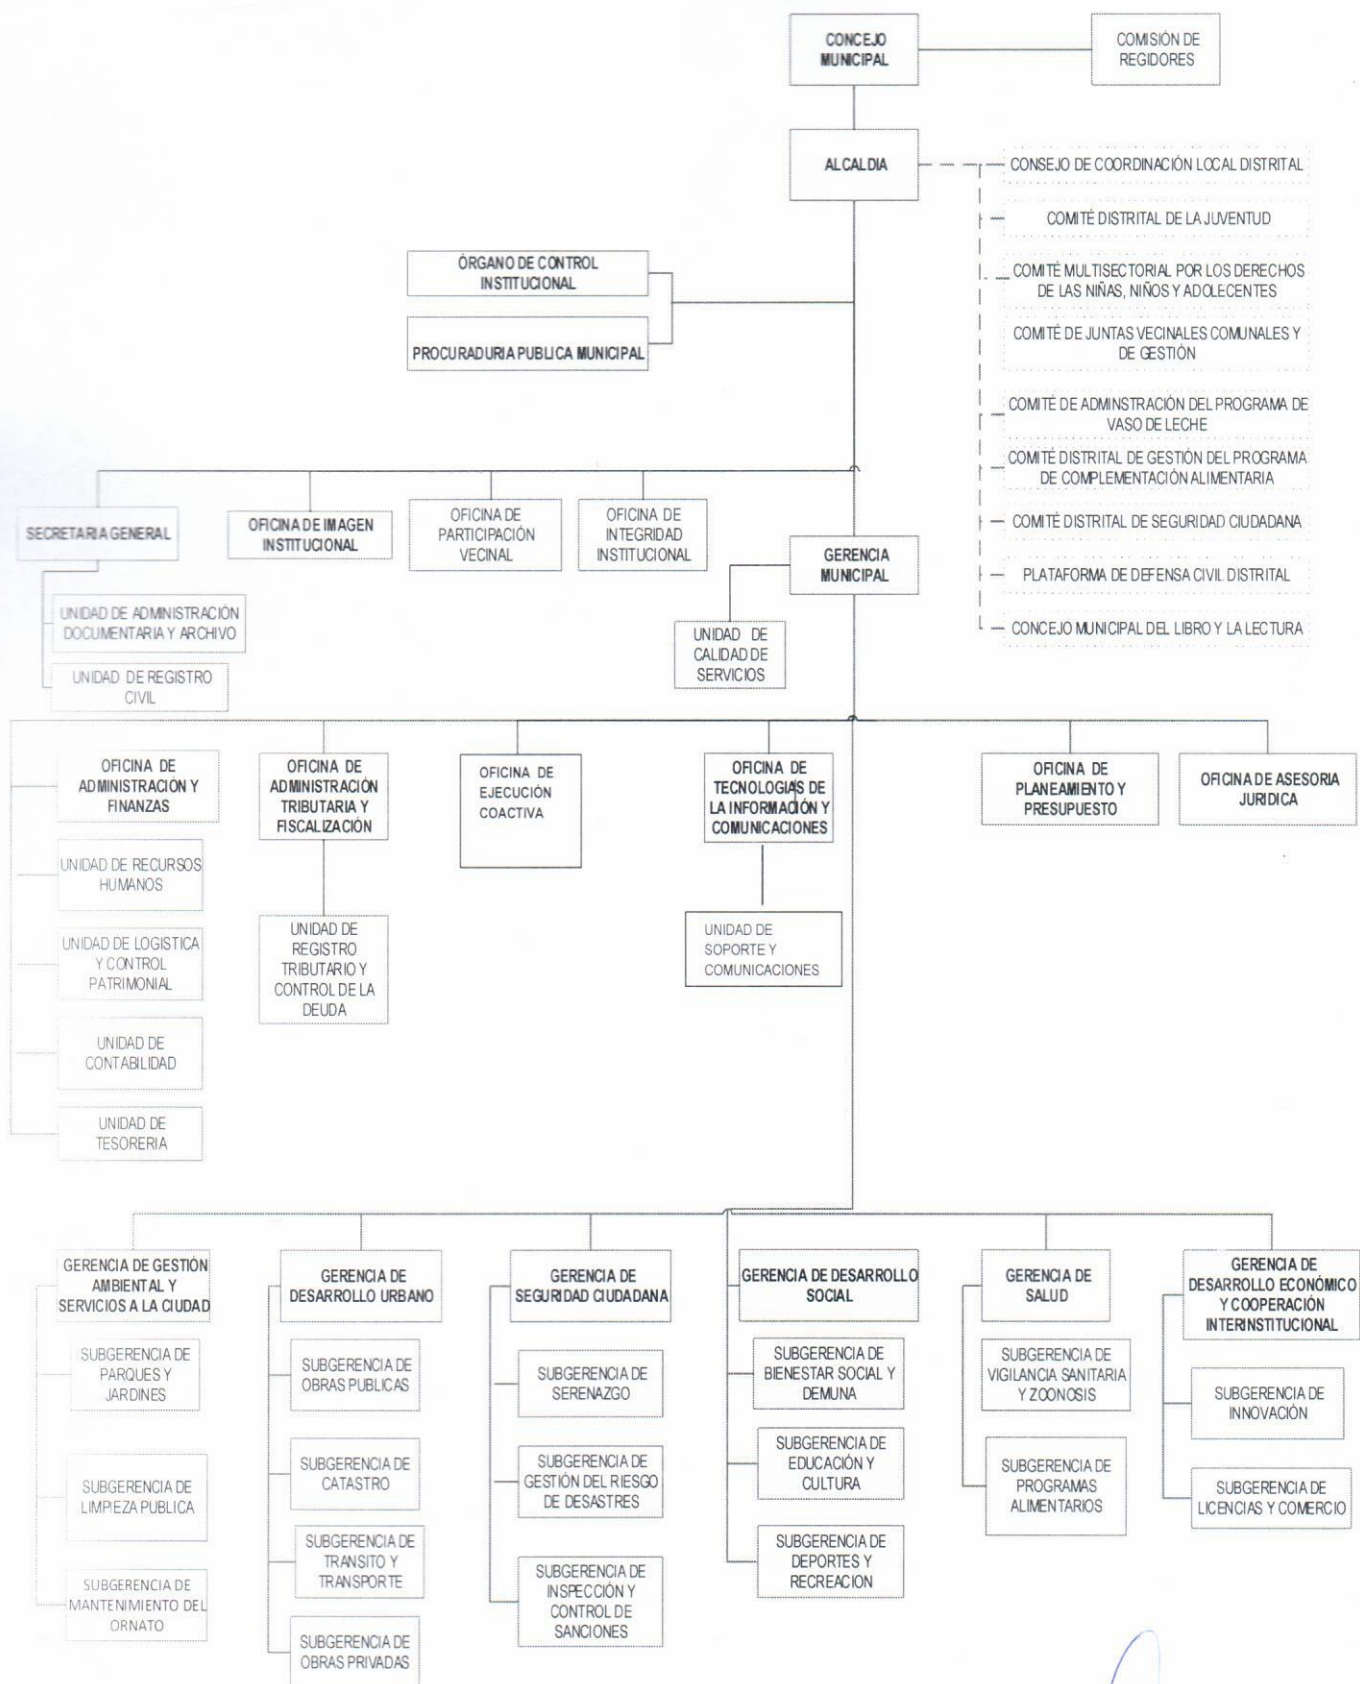 CONCEJO
MUNICIPAL
COMISIÓN DE
REGIDORES
ALCALDIA
CONSEJO DE COORDINACIÓN LOCAL DISTRITAL
COMITÉ DISTRITAL DE LA JUVENTUD
COMITÉ MULTISECTORIAL POR LOS DERECHOS
DE LAS NIÑAS, NIÑOS Y ADOLECENTES
COMITÉ DE JUNTAS VECINALES COMUNALES Y
DE GESTIÓN
COMITÉ DE ADMINSTRACIÓN DEL PROGRAMA DE
VASO DE LECHE
COMITÉ DISTRITAL DE GESTIÓN DEL PROGRAMA
DE COMPLEMENTACIÓN ALIMENTARIA
COMITÉ DISTRITAL DE SEGURIDAD CIUDADANA
PLATAFORMA DE DEFENSA CIVIL DISTRITAL
CONCEJO MUNICIPAL DEL LIBRO Y LA LECTURA
ÓRGANO DE CONTROL
INSTITUCIONAL
PROCURADURIA PUBLICA MUNICIPAL
SECRETARIA GENERAL
OFICINA DE IMAGEN
INSTITUCIONAL
OFICINA DE
PARTICIPACIÓN
VECINAL
OFICINA DE
INTEGRIDAD
INSTITUCIONAL
GERENCIA
MUNICIPAL
UNIDAD DE ADMINISTRACIÓN
DOCUMENTARIA Y ARCHIVO
UNIDAD DE REGISTRO
CIVIL
UNIDAD DE
CALIDAD DE
SERVICIOS
OFICINA DE
ADMINISTRACIÓN Y
FINANZAS
OFICINA DE
ADMINISTRACIÓN
TRIBUTARIA Y
FISCALIZACIÓN
OFICINA DE
EJECUCIÓN
COACTIVA
OFICINA DE
TECNOLOGIAS DE
LA INFORMACIÓN Y
COMUNICACIONES
OFICINA DE
PLANEAMIENTO Y
PRESUPUESTO
OFICINA DE ASESORIA
JURIDICA
UNIDAD DE RECURSOS
HUMANOS
UNIDAD DE LOGISTICA
Y CONTROL
PATRIMONIAL
UNIDAD DE
CONTABILIDAD
UNIDAD DE
TESORERIA
UNIDAD DE
REGISTRO
TRIBUTARIO Y
CONTROL DE LA
DEUDA
UNIDAD DE
SOPORTE Y
COMUNICACIONES
GERENCIA DE GESTIÓN
AMBIENTAL Y
SERVICIOS A LA CIUDAD
GERENCIA DE
DESARROLLO URBANO
GERENCIA DE
SEGURIDAD CIUDADANA
GERENCIA DE DESARROLLO
SOCIAL
GERENCIA DE
SALUD
GERENCIA DE
DESARROLLO ECONÓMICO
Y COOPERACIÓN
INTERINSTITUCIONAL
SUBGERENCIA DE
PARQUES Y
JARDINES
SUBGERENCIA DE
LIMPIEZA PUBLICA
SUBGERENCIA DE
MANTENIMIENTO DEL
ORNATO
SUBGERENCIA DE
OBRAS PUBLICAS
SUBGERENCIA DE
CATASTRO
SUBGERENCIA DE
TRANSITO Y
TRANSPORTE
SUBGERENCIA DE
OBRAS PRIVADAS
SUBGERENCIA DE
SERENAZGO
SUBGERENCIA DE
GESTIÓN DEL RIESGO
DE DESASTRES
SUBGERENCIA DE
INSPECCIÓN Y
CONTROL DE
SANCIONES
SUBGERENCIA DE
BIENESTAR SOCIAL Y
DEMUNA
SUBGERENCIA DE
EDUCACIÓN Y
CULTURA
SUBGERENCIA DE
DEPORTES Y
RECREACION
SUBGERENCIA DE
VIGILANCIA SANITARIA
Y ZOONOSIS
SUBGERENCIA DE
PROGRAMAS
ALIMENTARIOS
SUBGERENCIA DE
INNOVACIÓN
SUBGERENCIA DE
LICENCIAS Y COMERCIO